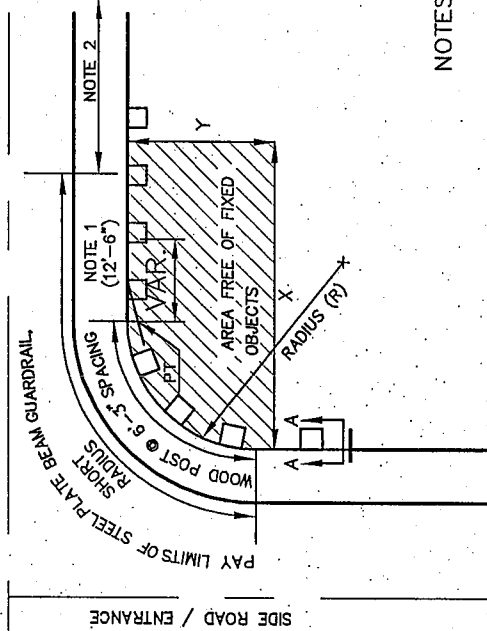 NOTE 2
NOTE 1
(12'-6")
VAR.
Y
X
AREA FREE OF FIXED
OBJECTS
RADIUS (R)
PT
WOOD POST @ 6'-3" SPACING
SHORT
RADIUS
PAY LIMITS OF STEEL PLATE BEAM GUARDRAIL,
A
A
SIDE ROAD / ENTRANCE
NOTES